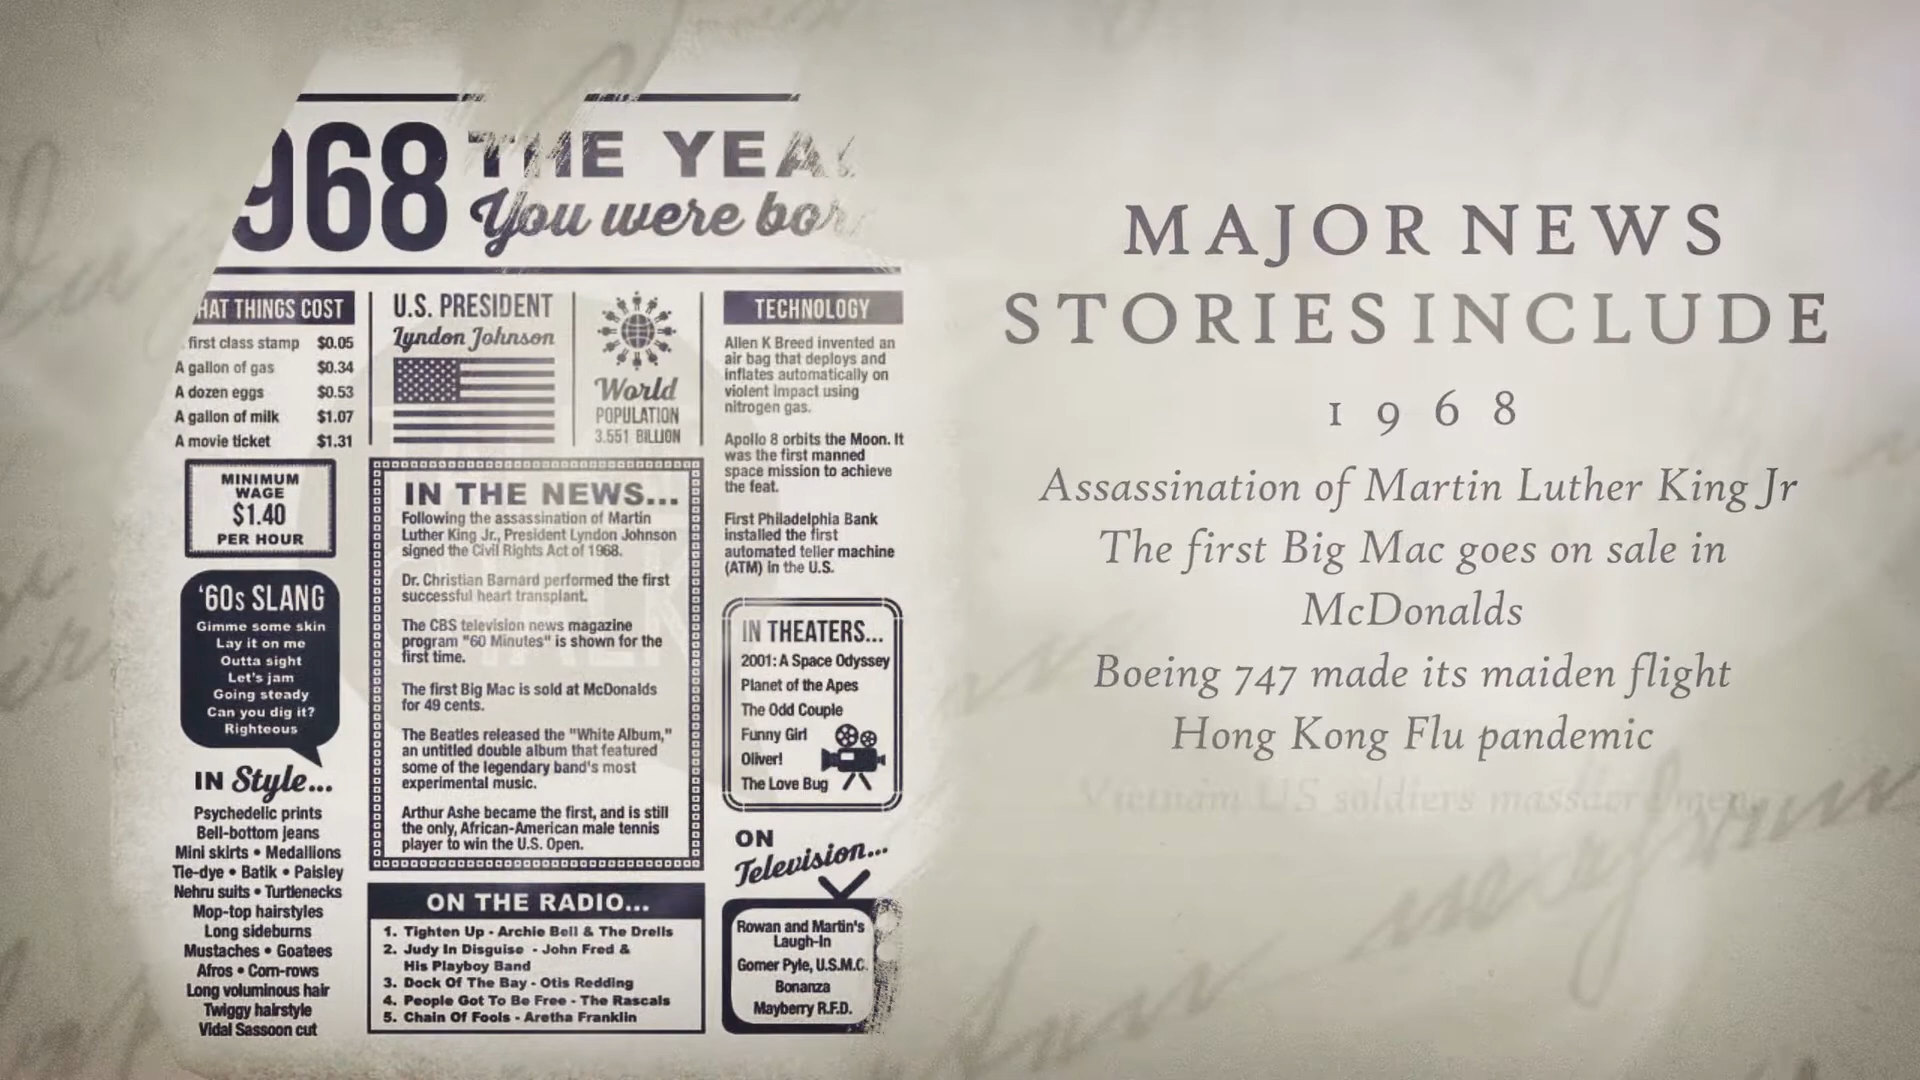 968 THE YEA
You were bor
HAT THINGS COST
first class stamp $0.05
A gallon of gas $0.34
A dozen eggs $0.53
A gallon of milk $1.07
A movie ticket $1.31
MINIMUM
WAGE
$1.40
PER HOUR
'60s SLANG
Gimme some skin
Lay it on me
Outta sight
Let's jam
Going steady
Can you dig it?
Righteous
IN Style...
Psychedelic prints
Bell-bottom jeans
Mini skirts • Medallions
Tie-dye • Batik • Paisley
Nehru suits • Turtlenecks
Mop-top hairstyles
Long sideburns
Mustaches • Goatees
Afros • Corn-rows
Long voluminous hair
Twiggy hairstyle
Vidal Sassoon cut
U.S. PRESIDENT
Lyndon Johnson
World
POPULATION
3.551 BILLION
IN THE NEWS...
Following the assassination of Martin
Luther King Jr., President Lyndon Johnson
signed the Civil Rights Act of 1968.
Dr. Christian Barnard performed the first
successful heart transplant.
The CBS television news magazine
program "60 Minutes" is shown for the
first time.
The first Big Mac is sold at McDonalds
for 49 cents.
The Beatles released the "White Album,"
an untitled double album that featured
some of the legendary band's most
experimental music.
Arthur Ashe became the first, and is still
the only, African-American male tennis
player to win the U.S. Open.
ON THE RADIO...
1. Tighten Up - Archie Bell & The Drells
2. Judy In Disguise - John Fred &
His Playboy Band
3. Dock Of The Bay - Otis Redding
4. People Got To Be Free - The Rascals
5. Chain Of Fools - Aretha Franklin
TECHNOLOGY
Allen K Breed invented an
air bag that deploys and
inflates automatically on
violent impact using
nitrogen gas.
Apollo 8 orbits the Moon. It
was the first manned
space mission to achieve
the feat.
First Philadelphia Bank
installed the first
automated teller machine
(ATM) in the U.S.
IN THEATERS...
2001: A Space Odyssey
Planet of the Apes
The Odd Couple
Funny Girl
Oliver!
The Love Bug
ON
Television...
Rowan and Martin's
Laugh-In
Gomer Pyle, U.S.M.C.
Bonanza
Mayberry R.F.D.
MAJOR NEWS
STORIES INCLUDE
1968
Assassination of Martin Luther King Jr
The first Big Mac goes on sale in
McDonalds
Boeing 747 made its maiden flight
Hong Kong Flu pandemic
Vietnam US soldiers massacre men